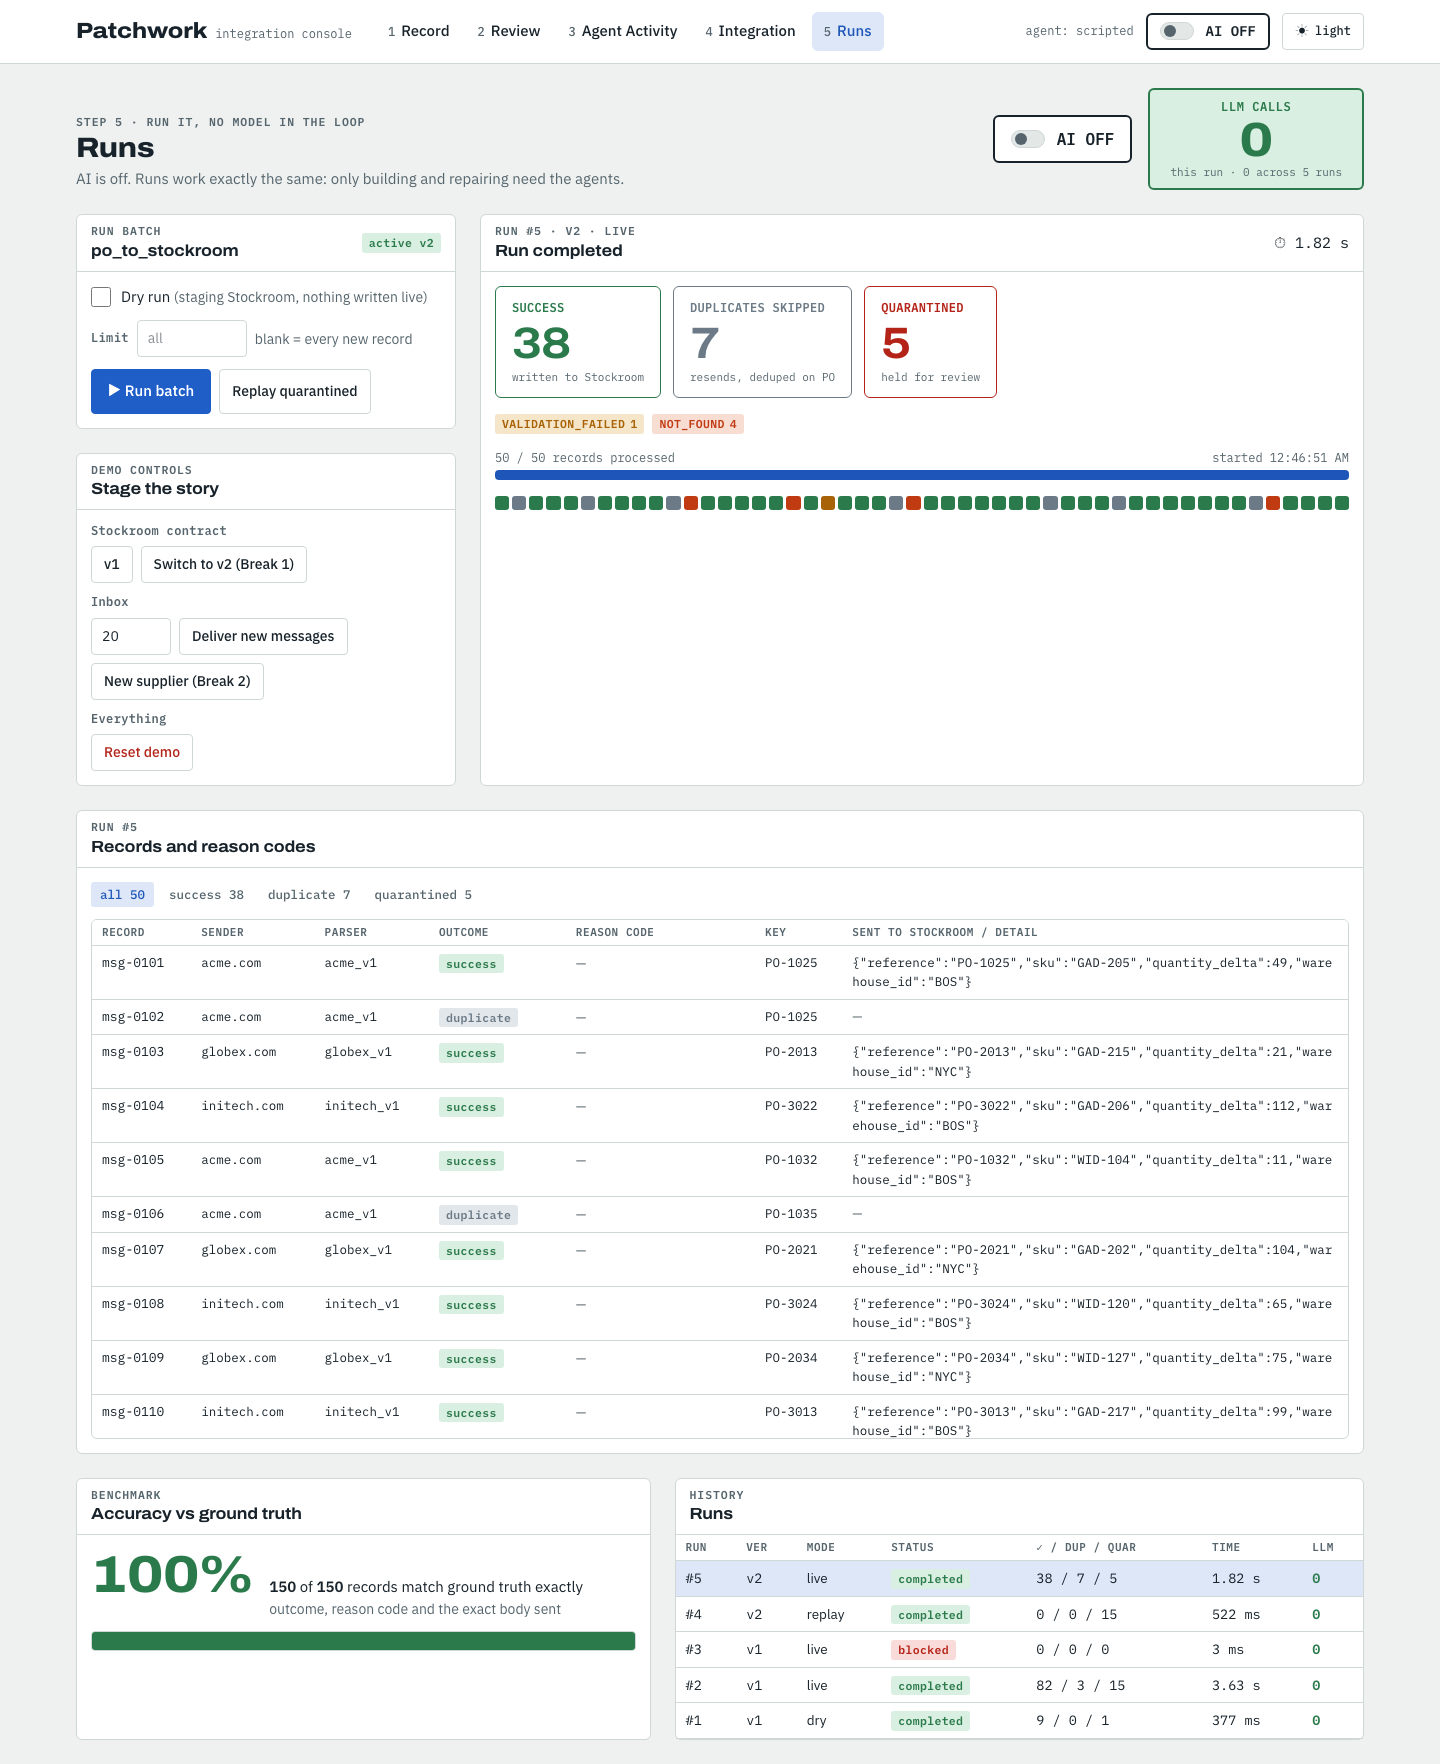 Patchwork integration console
1 Record
2 Review
3 Agent Activity
4 Integration
5 Runs
agent: scripted
AI OFF
☀ light
STEP 5 · RUN IT, NO MODEL IN THE LOOP
Runs
AI is off. Runs work exactly the same: only building and repairing need the agents.
AI OFF
LLM CALLS
0
this run · 0 across 5 runs
RUN BATCH
po_to_stockroom
active v2
Dry run (staging Stockroom, nothing written live)
Limit all blank = every new record
▶ Run batch
Replay quarantined
DEMO CONTROLS
Stage the story
Stockroom contract
v1
Switch to v2 (Break 1)
Inbox
20
Deliver new messages
New supplier (Break 2)
Everything
Reset demo
RUN #5 · V2 · LIVE
Run completed
⏱ 1.82 s
SUCCESS
38
written to Stockroom
DUPLICATES SKIPPED
7
resends, deduped on PO
QUARANTINED
5
held for review
VALIDATION_FAILED 1
NOT_FOUND 4
50 / 50 records processed
started 12:46:51 AM
RUN #5
Records and reason codes
all 50 success 38 duplicate 7 quarantined 5
RECORD SENDER PARSER OUTCOME REASON CODE KEY SENT TO STOCKROOM / DETAIL
msg-0101 acme.com acme_v1 success — PO-1025 {"reference":"PO-1025","sku":"GAD-205","quantity_delta":49,"ware
house_id":"BOS"}
msg-0102 acme.com acme_v1 duplicate — PO-1025 —
msg-0103 globex.com globex_v1 success — PO-2013 {"reference":"PO-2013","sku":"GAD-215","quantity_delta":21,"ware
house_id":"NYC"}
msg-0104 initech.com initech_v1 success — PO-3022 {"reference":"PO-3022","sku":"GAD-206","quantity_delta":112,"war
ehouse_id":"BOS"}
msg-0105 acme.com acme_v1 success — PO-1032 {"reference":"PO-1032","sku":"WID-104","quantity_delta":11,"ware
house_id":"BOS"}
msg-0106 acme.com acme_v1 duplicate — PO-1035 —
msg-0107 globex.com globex_v1 success — PO-2021 {"reference":"PO-2021","sku":"GAD-202","quantity_delta":104,"war
ehouse_id":"NYC"}
msg-0108 initech.com initech_v1 success — PO-3024 {"reference":"PO-3024","sku":"WID-120","quantity_delta":65,"ware
house_id":"BOS"}
msg-0109 globex.com globex_v1 success — PO-2034 {"reference":"PO-2034","sku":"WID-127","quantity_delta":75,"ware
house_id":"NYC"}
msg-0110 initech.com initech_v1 success — PO-3013 {"reference":"PO-3013","sku":"GAD-217","quantity_delta":99,"ware
house_id":"BOS"}
BENCHMARK
Accuracy vs ground truth
100%
150 of 150 records match ground truth exactly
outcome, reason code and the exact body sent
HISTORY
Runs
RUN VER MODE STATUS ✓ / DUP / QUAR TIME LLM
#5 v2 live completed 38 / 7 / 5 1.82 s 0
#4 v2 replay completed 0 / 0 / 15 522 ms 0
#3 v1 live blocked 0 / 0 / 0 3 ms 0
#2 v1 live completed 82 / 3 / 15 3.63 s 0
#1 v1 dry completed 9 / 0 / 1 377 ms 0